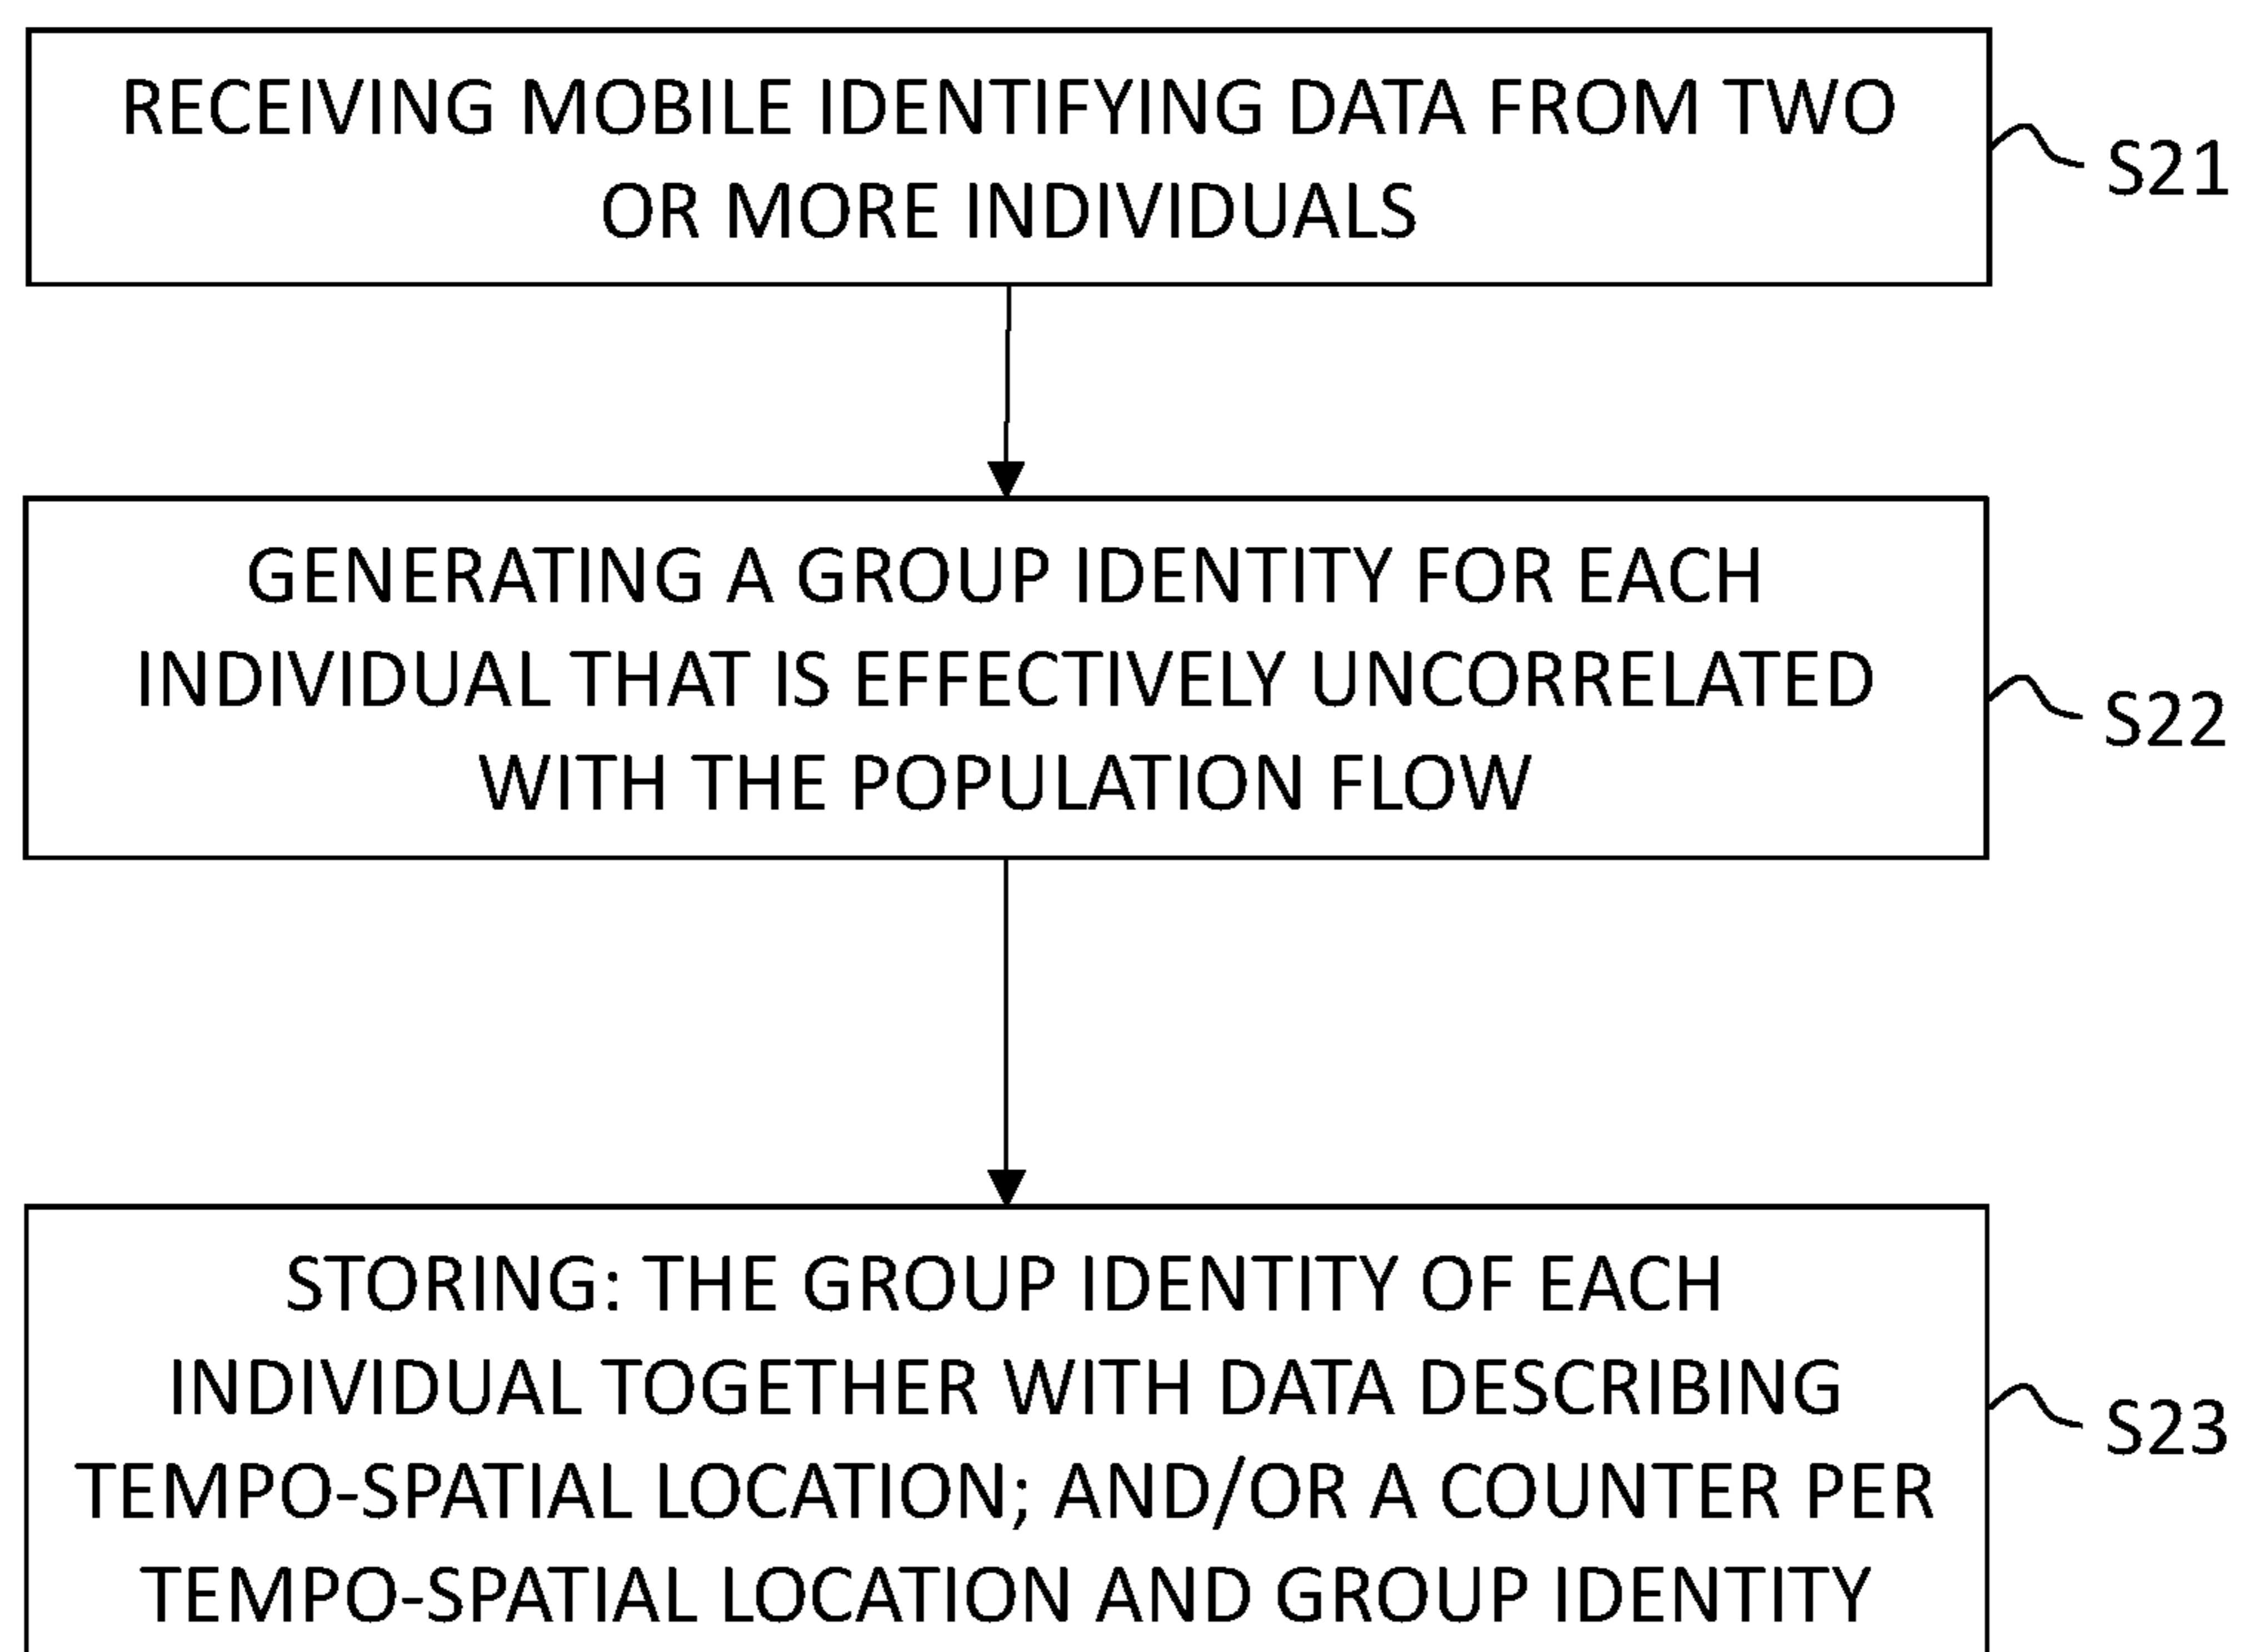 RECEIVING MOBILE IDENTIFYING DATA FROM TWO
OR MORE INDIVIDUALS
S21
GENERATING A GROUP IDENTITY FOR EACH
INDIVIDUAL THAT IS EFFECTIVELY UNCORRELATED
WITH THE POPULATION FLOW
S22
STORING: THE GROUP IDENTITY OF EACH
INDIVIDUAL TOGETHER WITH DATA DESCRIBING
TEMPO-SPATIAL LOCATION; AND/OR A COUNTER PER
TEMPO-SPATIAL LOCATION AND GROUP IDENTITY
S23